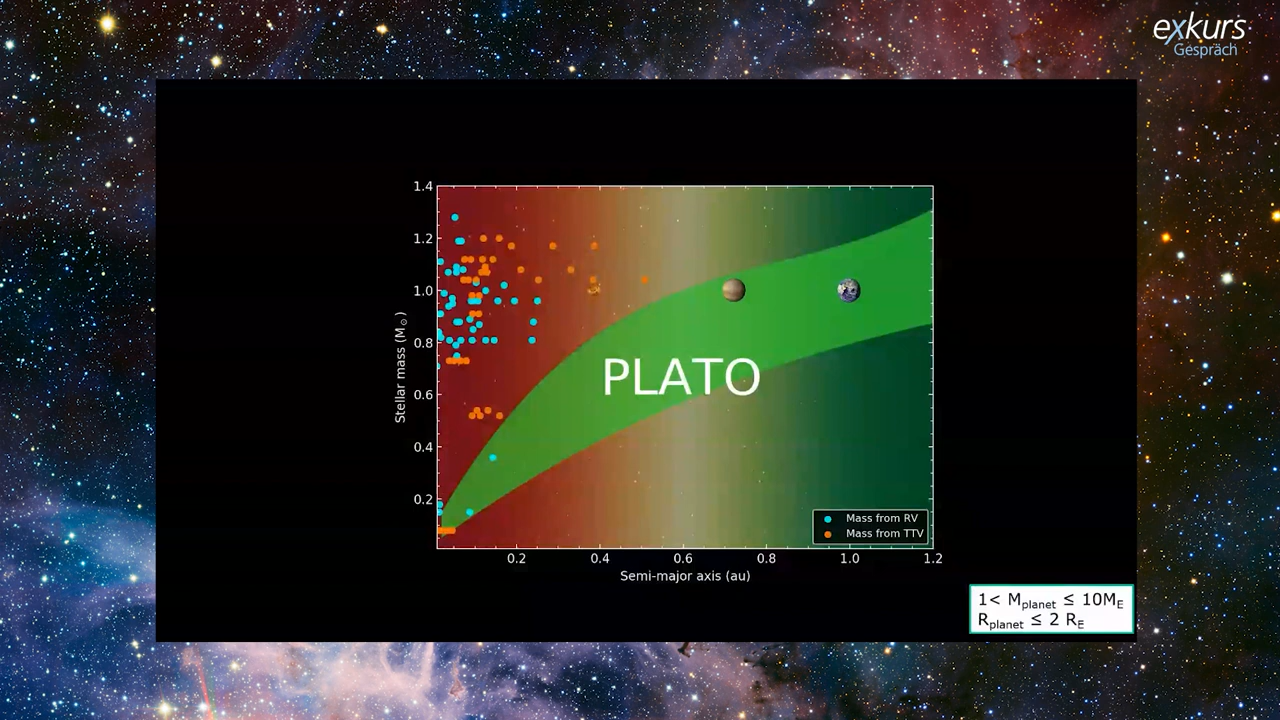 exkurs
Gespräch
1.4
1.2
1.0
0.8
0.6
0.4
0.2
Stellar mass (M☉)
PLATO
Mass from RV
Mass from TTV
0.2 0.4 0.6 0.8 1.0 1.2
Semi-major axis (au)
1< Mplanet ≤ 10ME
Rplanet ≤ 2 RE